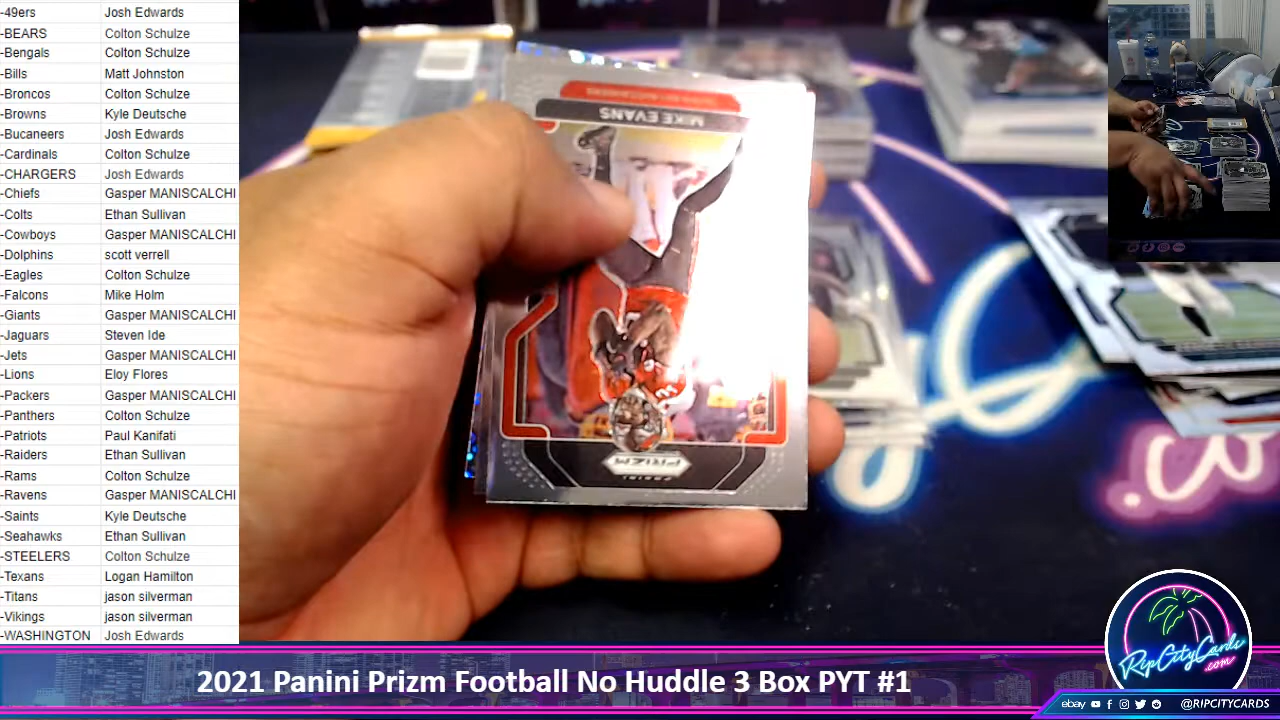 -49ers Josh Edwards
-BEARS Colton Schulze
-Bengals Colton Schulze
-Bills Matt Johnston
-Broncos Colton Schulze
-Browns Kyle Deutsche
-Bucaneers Josh Edwards
-Cardinals Colton Schulze
-CHARGERS Josh Edwards
-Chiefs Gasper MANISCALCHI
-Colts Ethan Sullivan
-Cowboys Gasper MANISCALCHI
-Dolphins scott verrell
-Eagles Colton Schulze
-Falcons Mike Holm
-Giants Gasper MANISCALCHI
-Jaguars Steven Ide
-Jets Gasper MANISCALCHI
-Lions Eloy Flores
-Packers Gasper MANISCALCHI
-Panthers Colton Schulze
-Patriots Paul Kanifati
-Raiders Ethan Sullivan
-Rams Colton Schulze
-Ravens Gasper MANISCALCHI
-Saints Kyle Deutsche
-Seahawks Ethan Sullivan
-STEELERS Colton Schulze
-Texans Logan Hamilton
-Titans jason silverman
-Vikings jason silverman
-WASHINGTON Josh Edwards
MIKE EVANS
PANINI
PRIZM
.co
RipCityCards
.com
2021 Panini Prizm Football No Huddle 3 Box PYT #1
ebay @RIPCITYCARDS